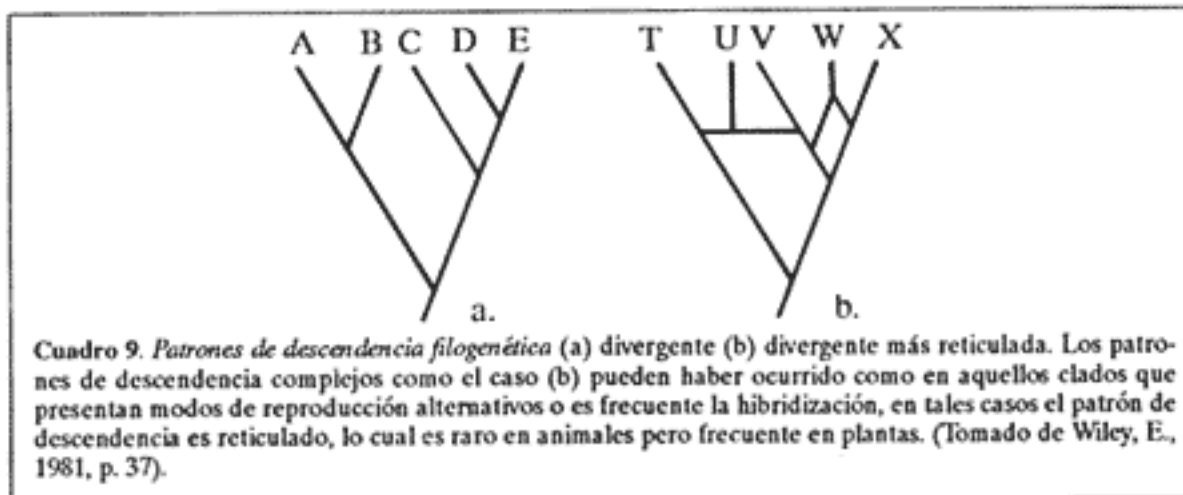 A B C D E T U V W X
a. b.
Cuadro 9. Patrones de descendencia filogenética (a) divergente (b) divergente más reticulada. Los patro-
nes de descendencia complejos como el caso (b) pueden haber ocurrido como en aquellos clados que
presentan modos de reproducción alternativos o es frecuente la hibridización, en tales casos el patrón de
descendencia es reticulado, lo cual es raro en animales pero frecuente en plantas. (Tomado de Wiley, E.,
1981, p. 37).